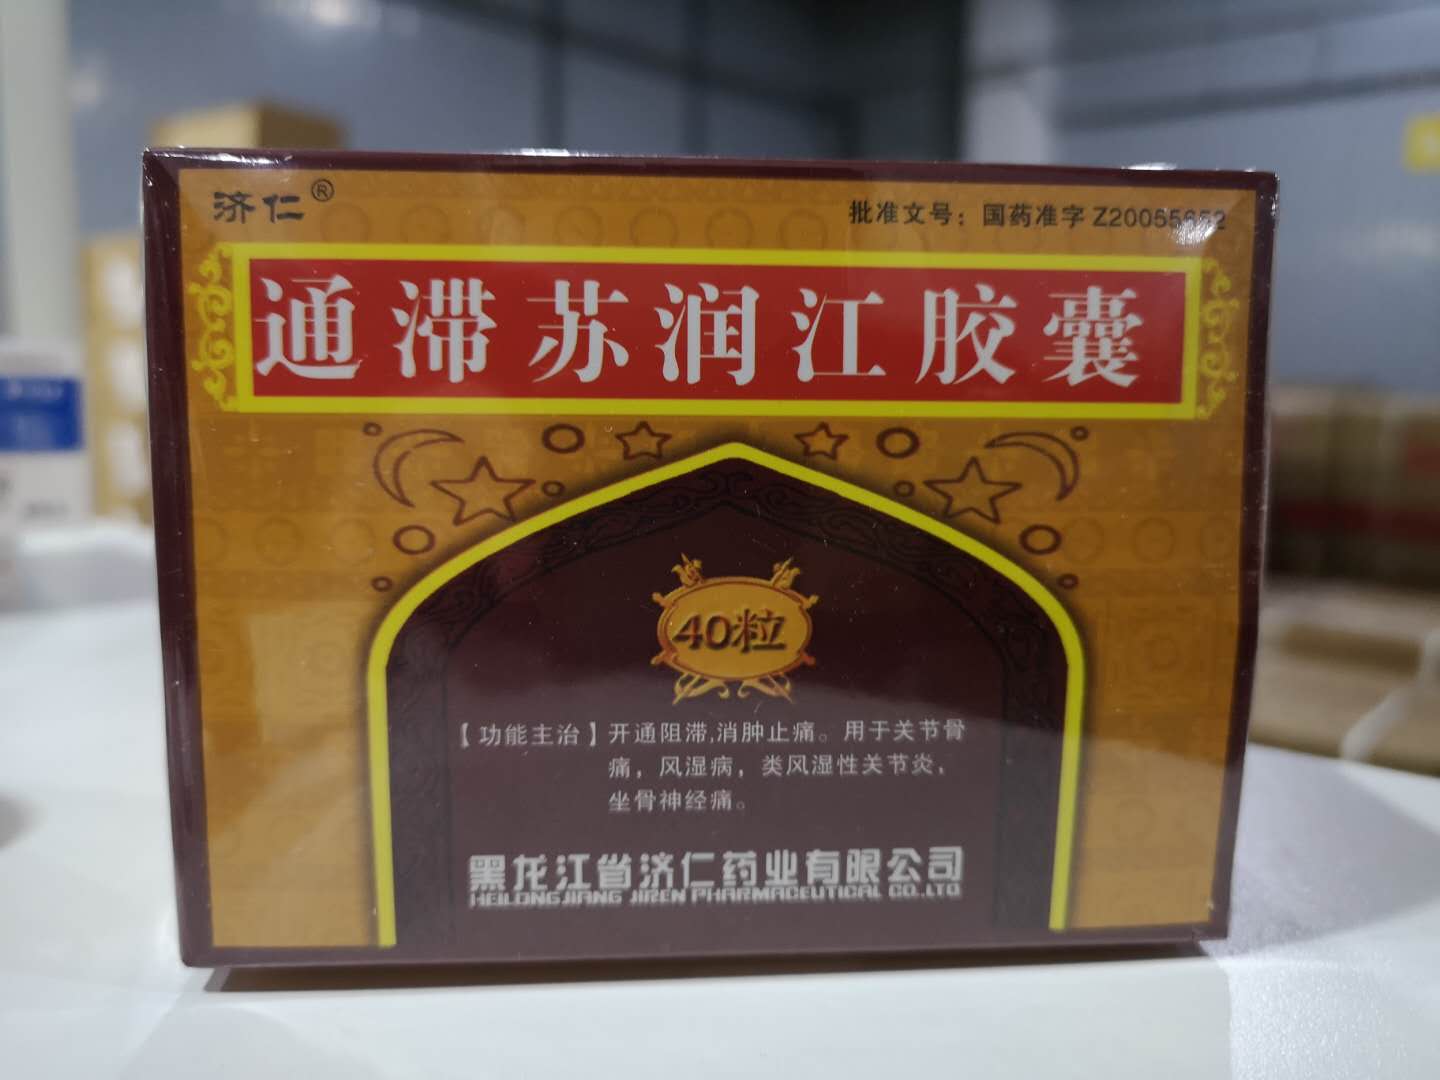 济仁®
批准文号：国药准字 Z20055652
通滞苏润江胶囊
40粒
【功能主治】开通阻滞,消肿止痛。用于关节骨
痛，风湿病，类风湿性关节炎，
坐骨神经痛。
黑龙江省济仁药业有限公司
HEILONGJIANG JIREN PHARMACEUTICAL CO.,LTD